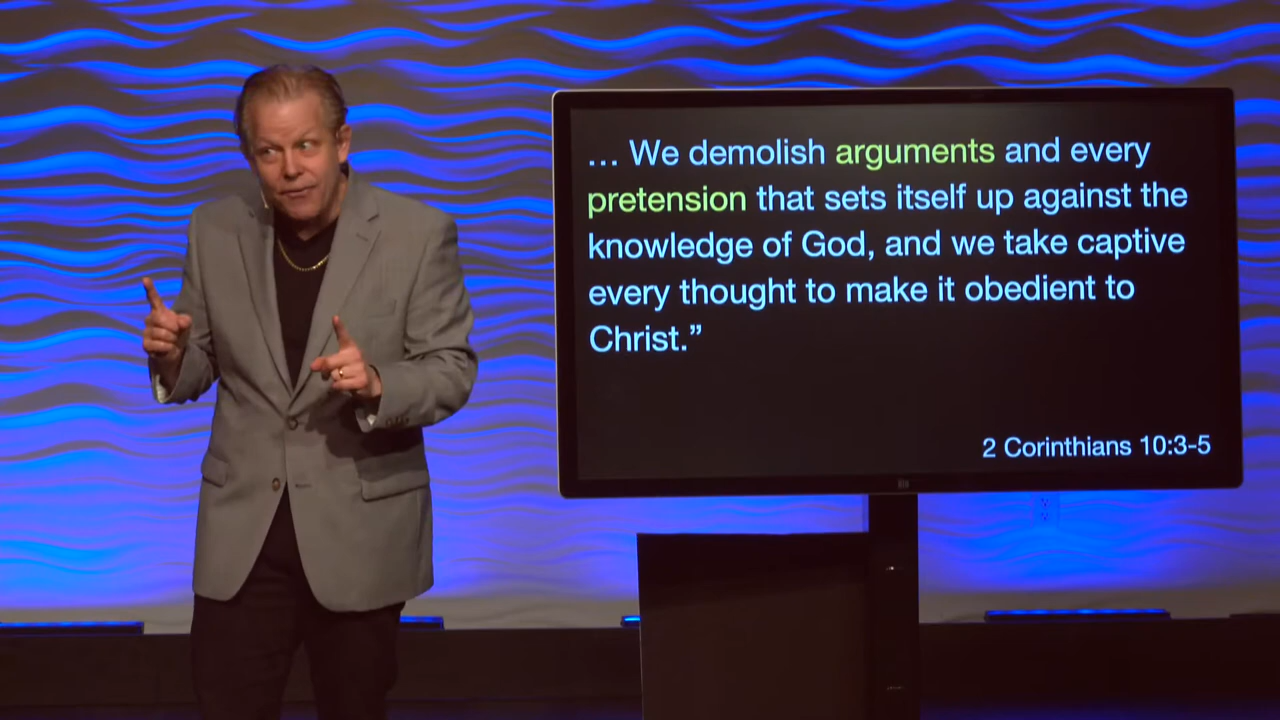 ... We demolish arguments and every
pretension that sets itself up against the
knowledge of God, and we take captive
every thought to make it obedient to
Christ.”
2 Corinthians 10:3-5